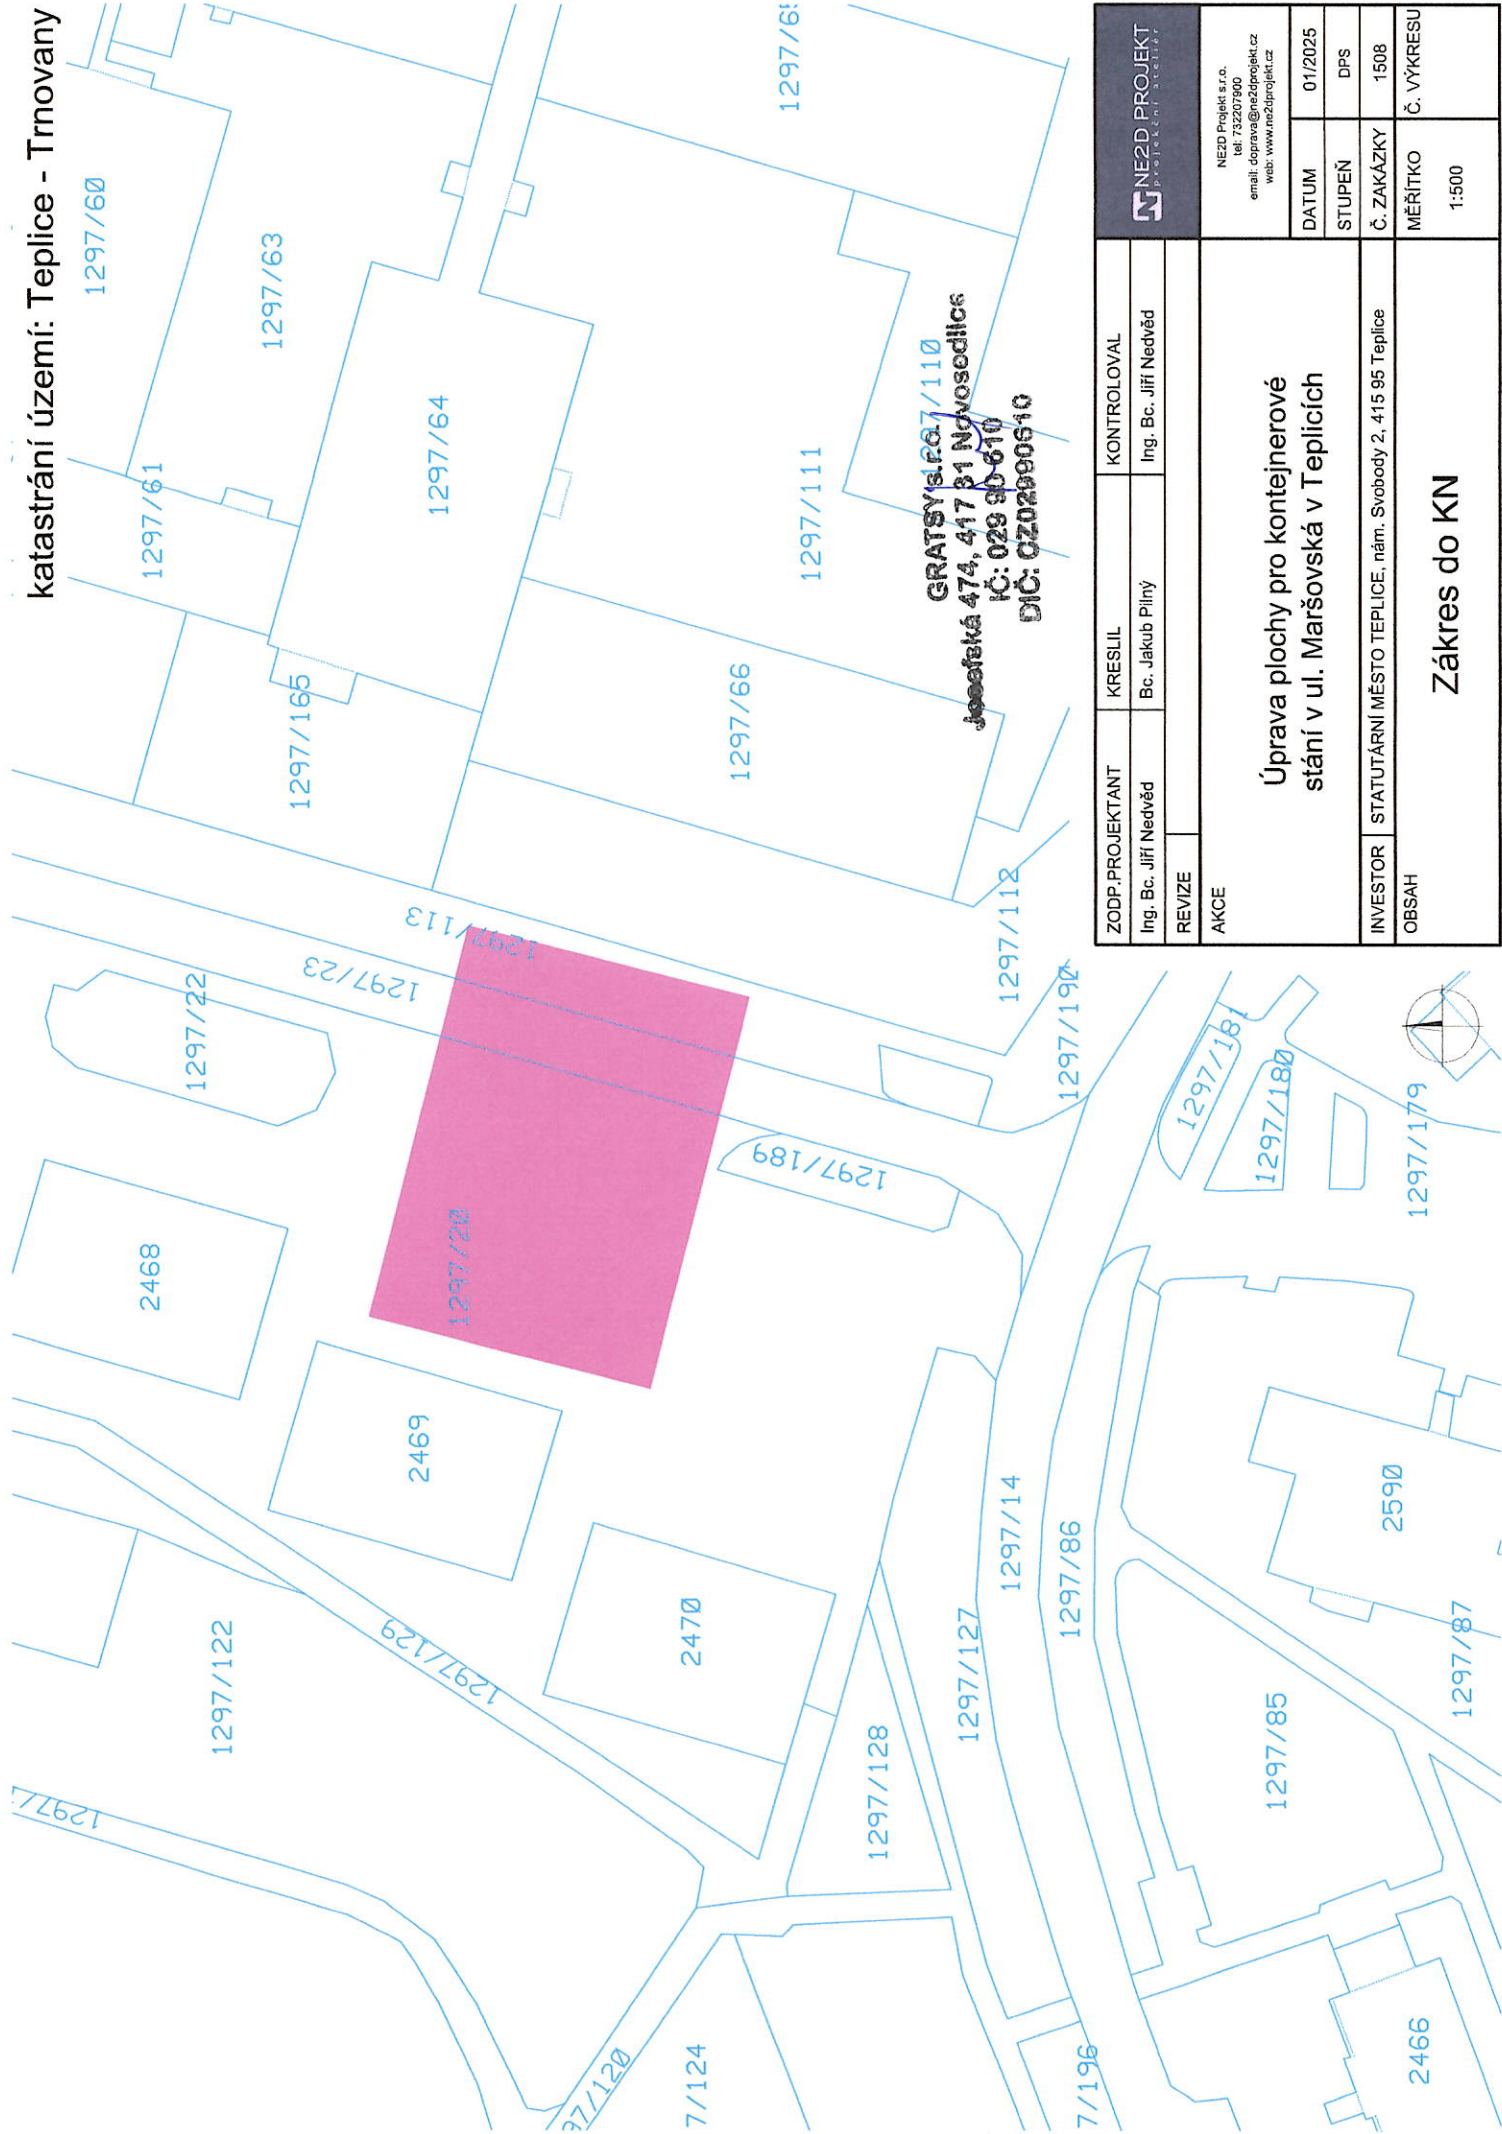 katastrání území: Teplice - Trnovany
1297/60
1297/63
1297/61
1297/64
1297/165
1297/110
1297/111
1297/66
1297/113
1297/23
1297/22
1297/112
1297/190
1297/189
1297/20
2468
2469
2470
1297/181
1297/180
1297/179
1297/122
1297/129
1297/128
1297/127
1297/14
1297/86
2590
1297/87
1297/85
2466
7/124
7/196
97/120
1297/
GRATSY s.r.o.
474, 417 31 Novosedlice
IČ: 029 90 610
DIČ: CZ02990610
ZODP.PROJEKTANT KRESLIL KONTROLOVAL
Ing. Bc. Jiří Nedvěd Bc. Jakub Pilný Ing. Bc. Jiří Nedvěd
REVIZE
NE2D PROJEKT
projekční ateliér
NE2D Projekt s.r.o.
tel: 732207900
email: doprava@ne2dprojekt.cz
web: www.ne2dprojekt.cz
AKCE
Úprava plochy pro kontejnerové
stání v ul. Maršovská v Teplicích
DATUM 01/2025
STUPEŇ DPS
INVESTOR STATUTÁRNÍ MĚSTO TEPLICE, nám. Svobody 2, 415 95 Teplice
Č. ZAKÁZKY 1508
OBSAH
Zákres do KN
MĚŘÍTKO Č. VÝKRESU
1:500